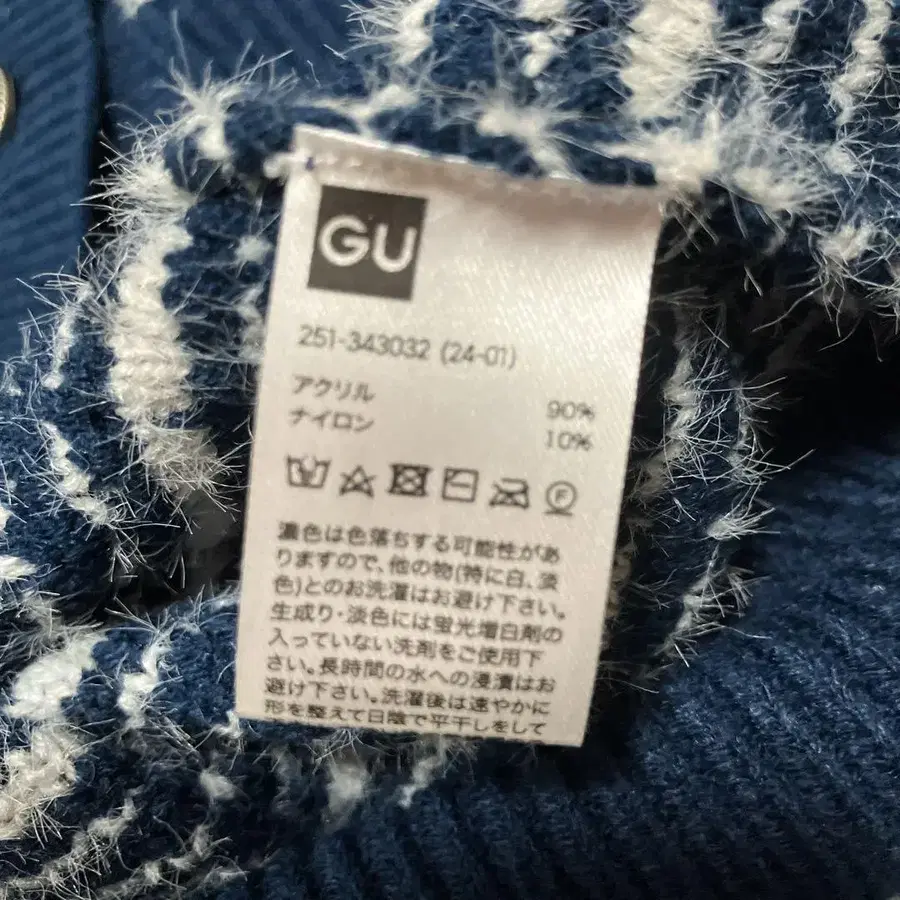 GU
251-343032 (24-01)
アクリル 90%
ナイロン 10%
F
濃色は色落ちする可能性があ
りますので、他の物(特に白、淡
色)とのお洗濯はお避け下さい。
生成り・淡色には蛍光増白剤の
入っていない洗剤をご使用下
さい。長時間の水への浸漬はお
避け下さい。洗濯後は速やかに
形を整えて日陰で平干しをして